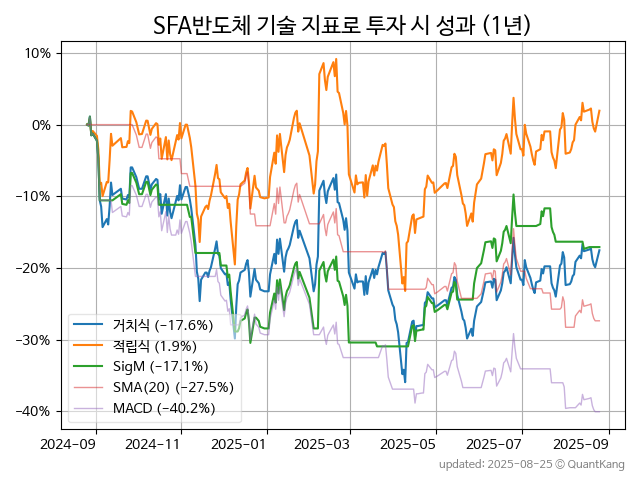 SFA반도체 기술 지표로 투자 시 성과 (1년)
10%
0%
−10%
−20%
−30%
−40%
거치식 (−17.6%)
적립식 (1.9%)
SigM (−17.1%)
SMA(20) (−27.5%)
MACD (−40.2%)
2024-09
2024-11
2025-01
2025-03
2025-05
2025-07
2025-09
updated: 2025-08-25 © QuantKang